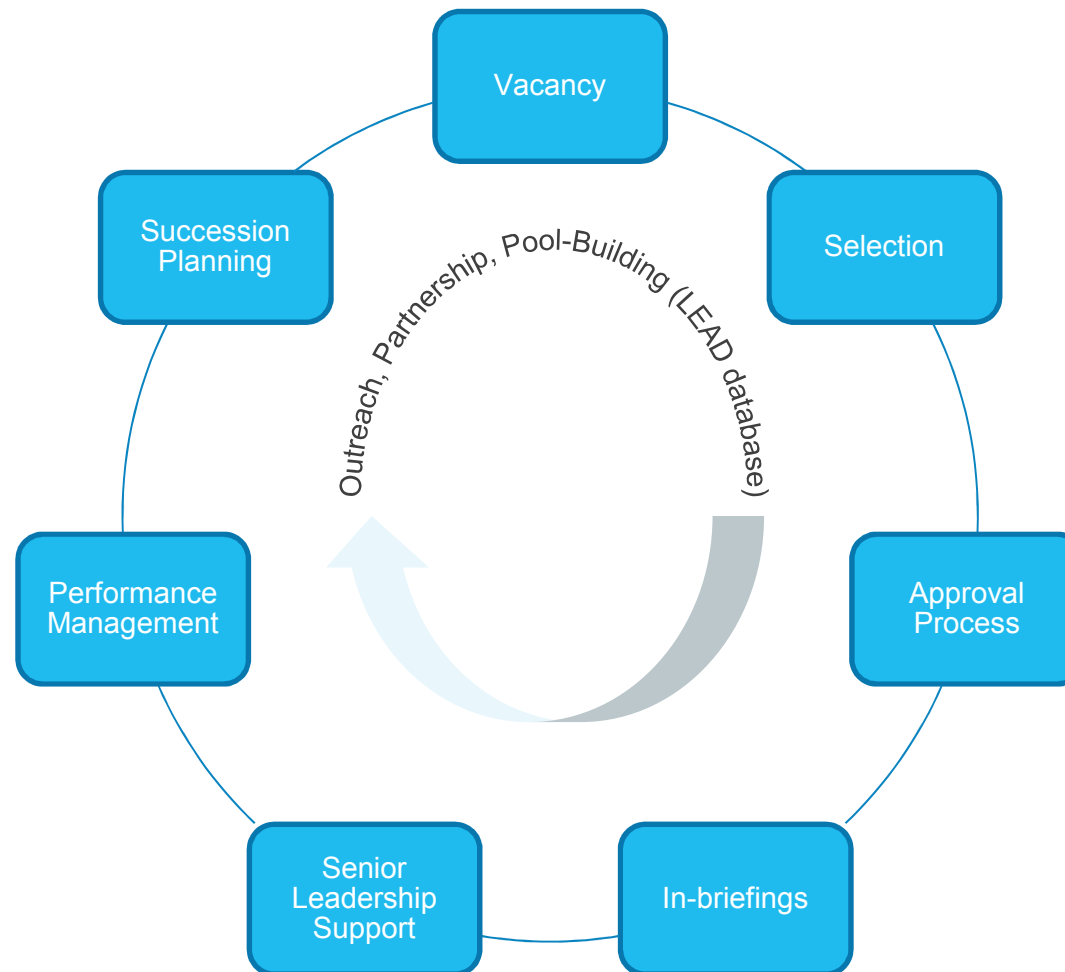 Vacancy
Selection
Approval
Process
In-briefings
Senior
Leadership
Support
Performance
Management
Succession
Planning
Outreach, Partnership, Pool-Building (LEAD database)